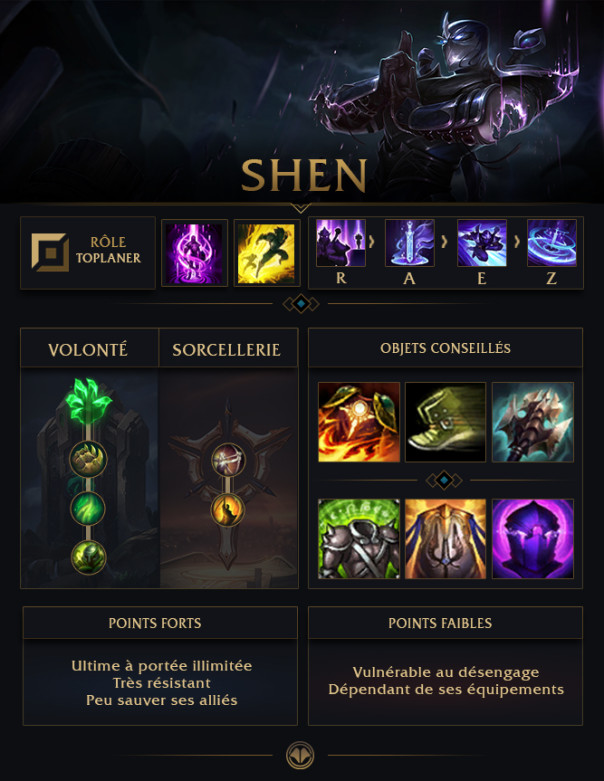 SHEN
RÔLE
TOPLANER
R
A
E
Z
VOLONTÉ
SORCELLERIE
OBJETS CONSEILLÉS
POINTS FORTS
Ultime à portée illimitée
Très résistant
Peu sauver ses alliés
POINTS FAIBLES
Vulnérable au désengage
Dépendant de ses équipements